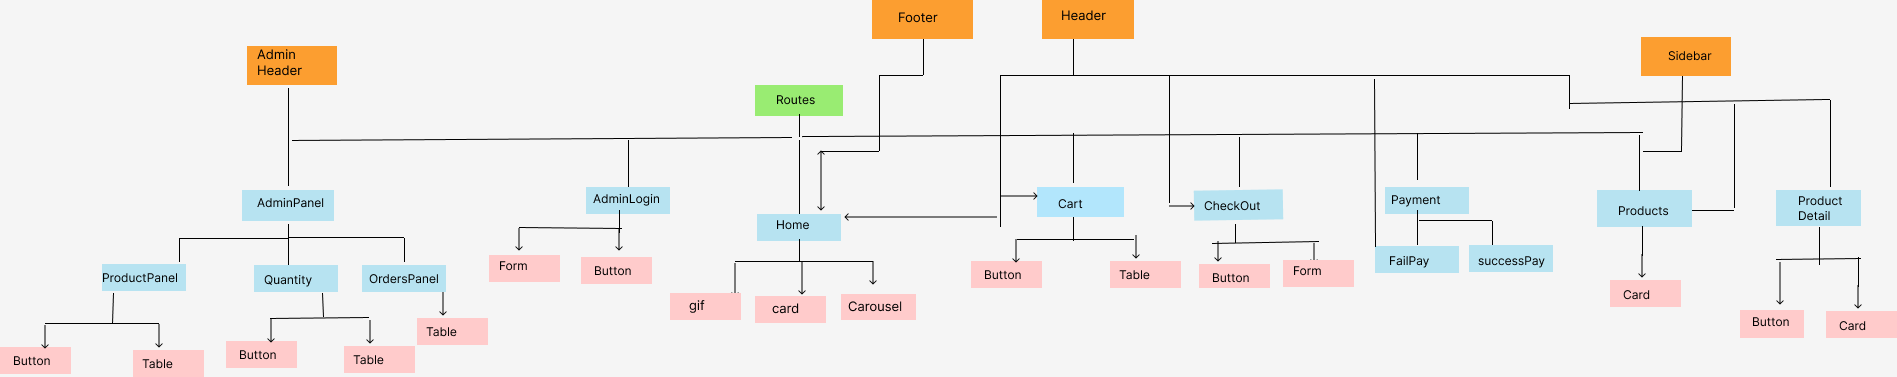 Footer
Header
Admin
Header
Sidebar
Routes
AdminPanel
AdminLogin
Home
Cart
CheckOut
Payment
Products
Product
Detail
ProductPanel
Quantity
OrdersPanel
Form
Button
Button
Table
Button
Form
FailPay
successPay
Card
gif
card
Carousel
Button
Card
Table
Button
Table
Button
Table